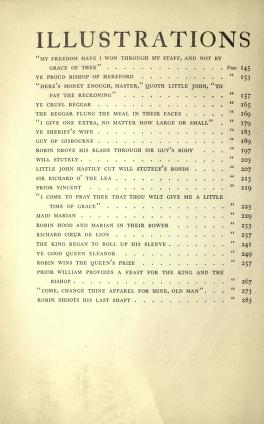 ILLUSTRATIONS
"MY FREEDOM HAVE I WON THROUGH MY STAFF, AND NOT BY
GRACE OF THEE" . . . . . . . . . . . . . Page 145
YE PROUD BISHOP OF HEREFORD . . . . . . . . . " 153
"HERE'S MONEY ENOUGH, MASTER," QUOTH LITTLE JOHN, "TO
PAY THE RECKONING" . . . . . . . . . . . " 157
YE CRUEL BEGGAR . . . . . . . . . . . . . " 165
THE BEGGAR FLUNG THE MEAL IN THEIR FACES . . . . . " 169
"I GIVE ONE EXTRA, NO MATTER HOW LARGE OR SMALL" . . " 179
YE SHERIFF'S WIFE . . . . . . . . . . . . . " 183
GUY OF GISBOURNE . . . . . . . . . . . . . " 189
ROBIN DROVE HIS BLADE THROUGH SIR GUY'S BODY . . . . " 197
WILL STUTELY . . . . . . . . . . . . . . " 203
LITTLE JOHN HASTILY CUT WILL STUTELY'S BONDS . . . . " 207
SIR RICHARD O' THE LEA . . . . . . . . . . . " 213
PRIOR VINCENT . . . . . . . . . . . . . . " 219
"I COME TO PRAY THEE THAT THOU WILT GIVE ME A LITTLE
TIME OF GRACE" . . . . . . . . . . . . . " 223
MAID MARIAN . . . . . . . . . . . . . . " 229
ROBIN HOOD AND MARIAN IN THEIR BOWER . . . . . . " 233
RICHARD CŒUR DE LION . . . . . . . . . . . " 237
THE KING BEGAN TO ROLL UP HIS SLEEVE . . . . . . " 241
YE GOOD QUEEN ELEANOR . . . . . . . . . . . " 249
ROBIN WINS THE QUEEN'S PRIZE . . . . . . . . . " 257
PRIOR WILLIAM PROVIDES A FEAST FOR THE KING AND THE
BISHOP . . . . . . . . . . . . . . . . " 267
"COME, CHANGE THINE APPAREL FOR MINE, OLD MAN" . . . " 273
ROBIN SHOOTS HIS LAST SHAFT . . . . . . . . . " 283